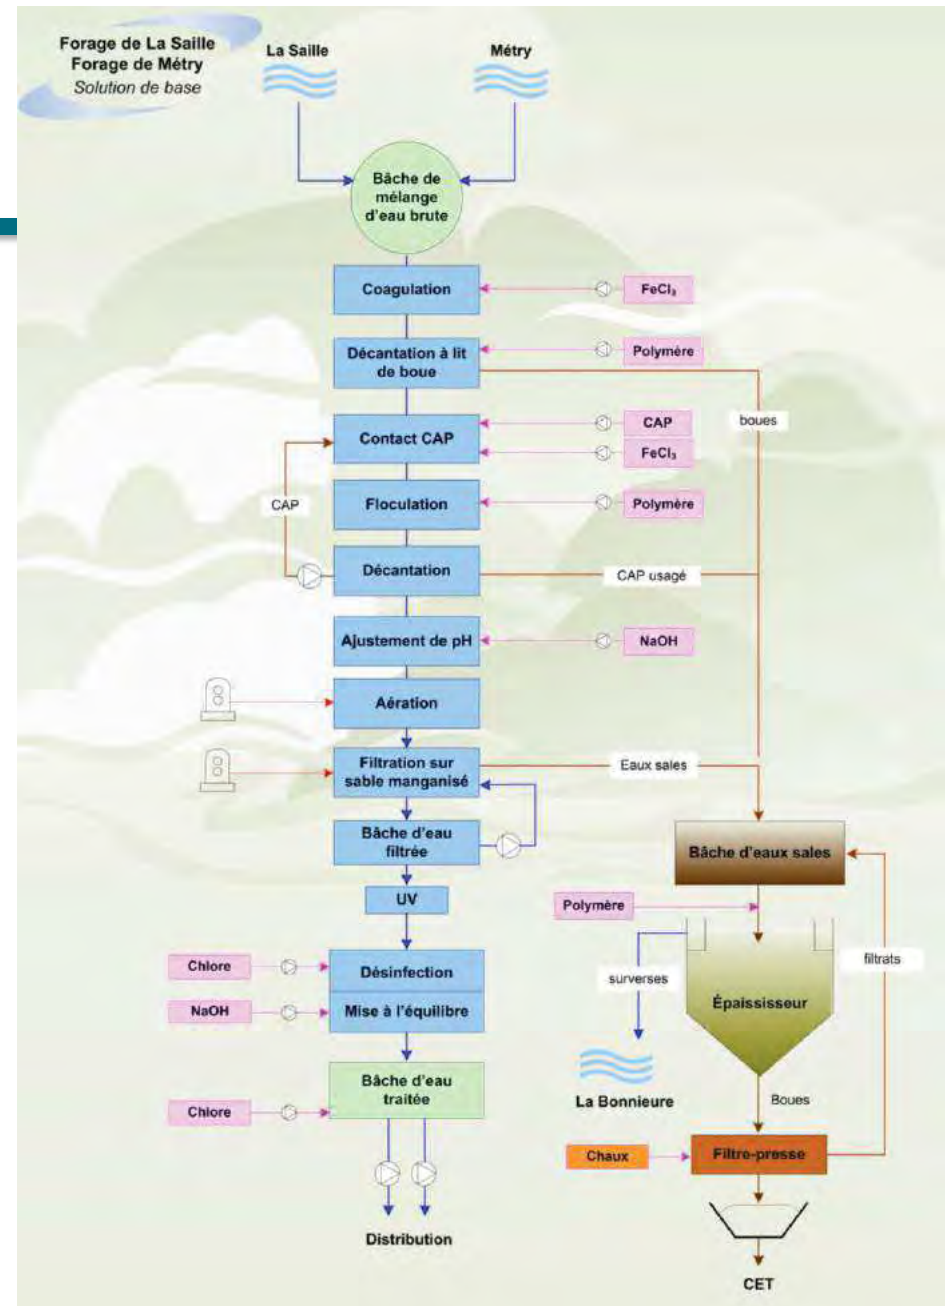 Forage de La Saille
Forage de Métry
Solution de base
La Saille
Métry
Bâche de
mélange
d'eau brute
Coagulation
FeCl₃
Décantation à lit
de boue
Polymère
boues
Contact CAP
CAP
FeCl₃
CAP
Floculation
Polymère
Décantation
CAP usagé
Ajustement de pH
NaOH
Aération
Filtration sur
sable manganisé
Eaux sales
Bâche d'eau
filtrée
Bâche d'eaux sales
UV
Polymère
Chlore
Désinfection
surverses
filtrats
NaOH
Mise à l'équilibre
Épaississeur
Bâche d'eau
traitée
La Bonnieure
Boues
Chlore
Chaux
Filtre-presse
Distribution
CET